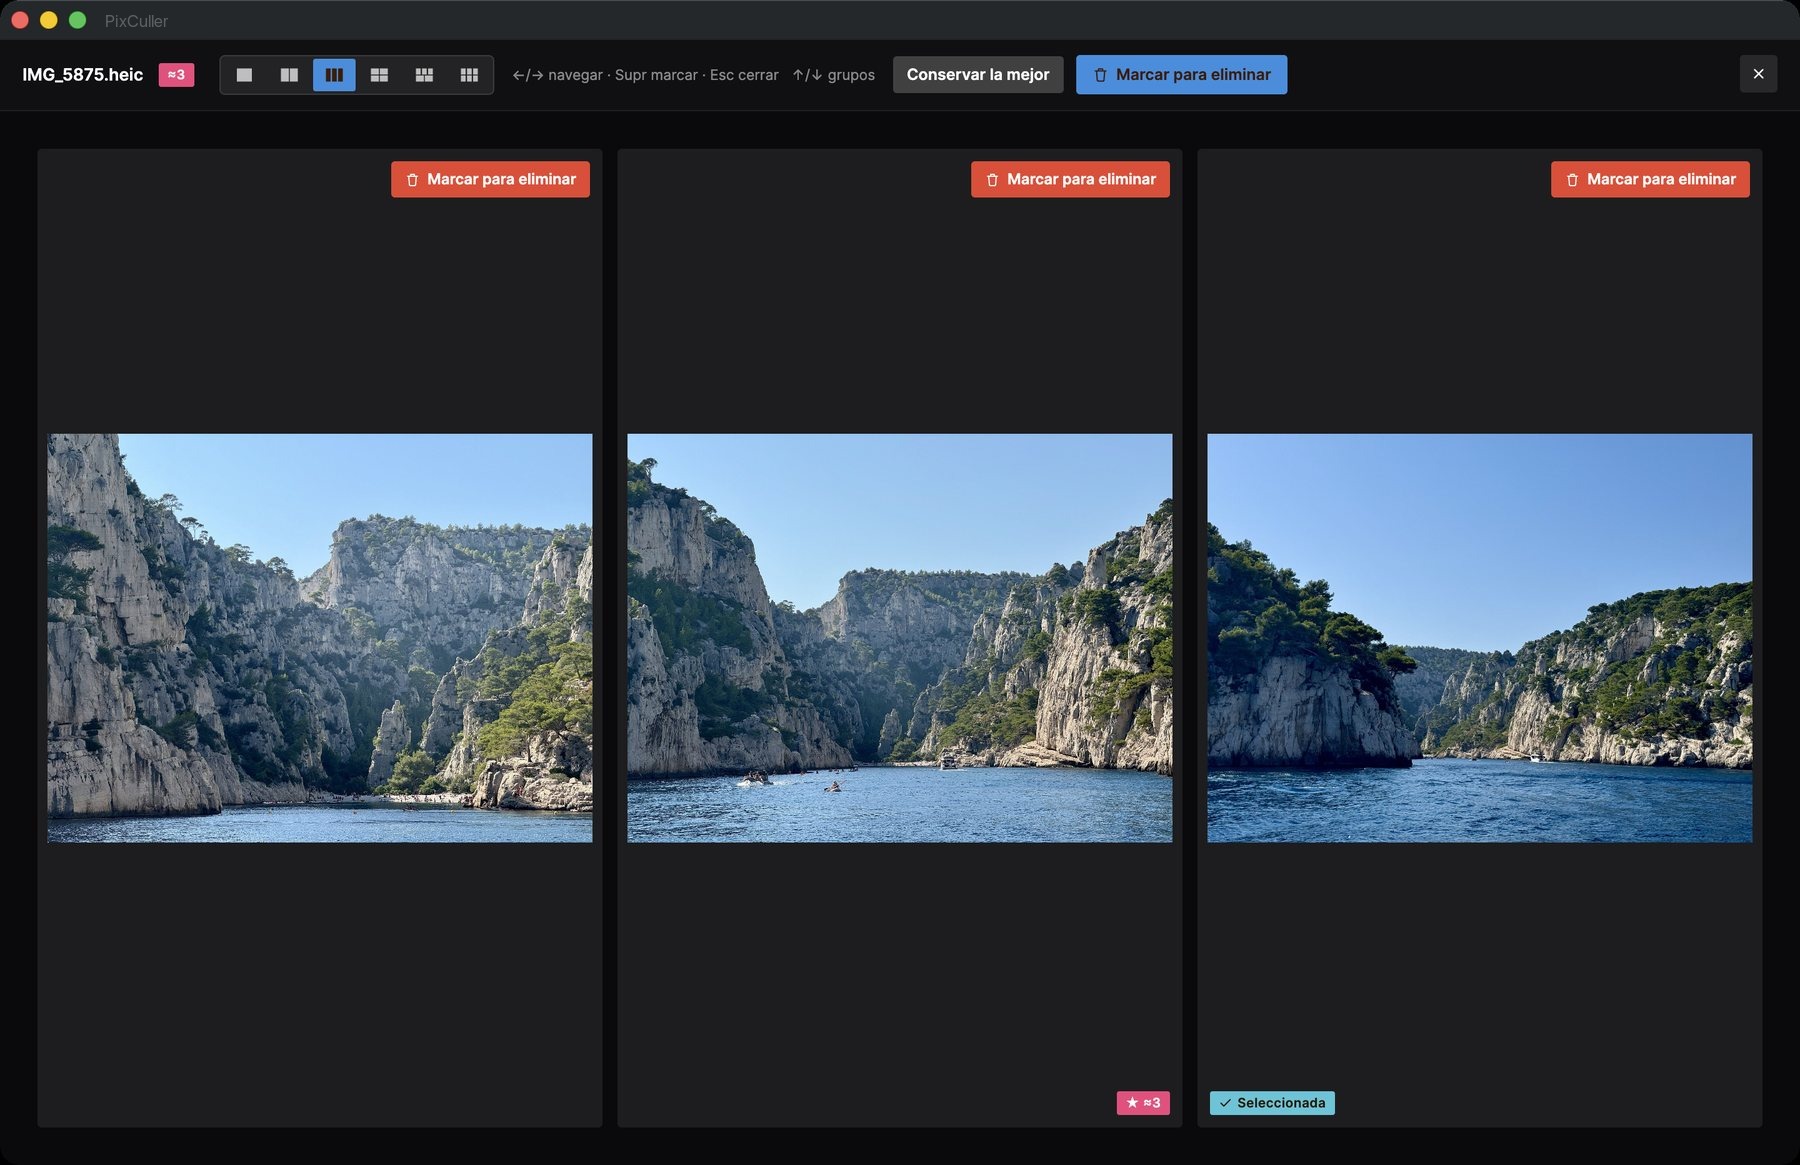 PixCuller
IMG_5875.heic ≈3 ←/→ navegar · Supr marcar · Esc cerrar ↑/↓ grupos Conservar la mejor Marcar para eliminar ✕
Marcar para eliminar
Marcar para eliminar
Marcar para eliminar
★ ≈3
✓ Seleccionada